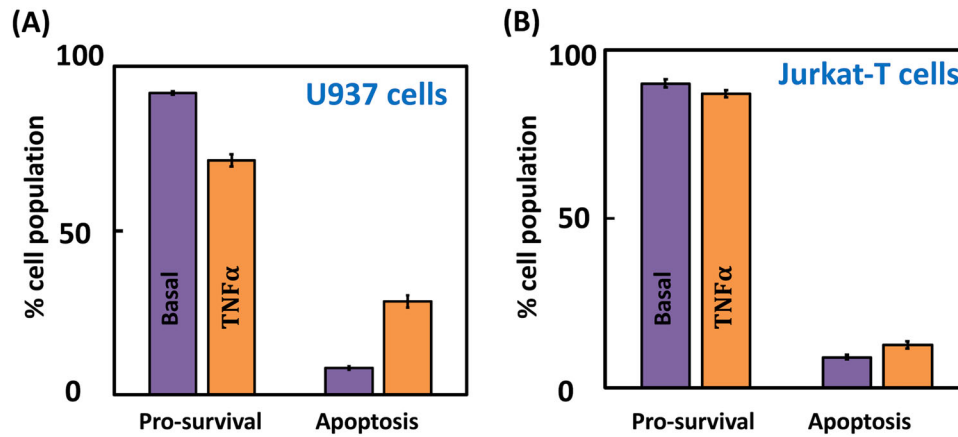 (A)
100
50
0
% cell population
U937 cells
Basal
TNFα
Pro-survival
Apoptosis
(B)
100
50
0
% cell population
Jurkat-T cells
Basal
TNFα
Pro-survival
Apoptosis